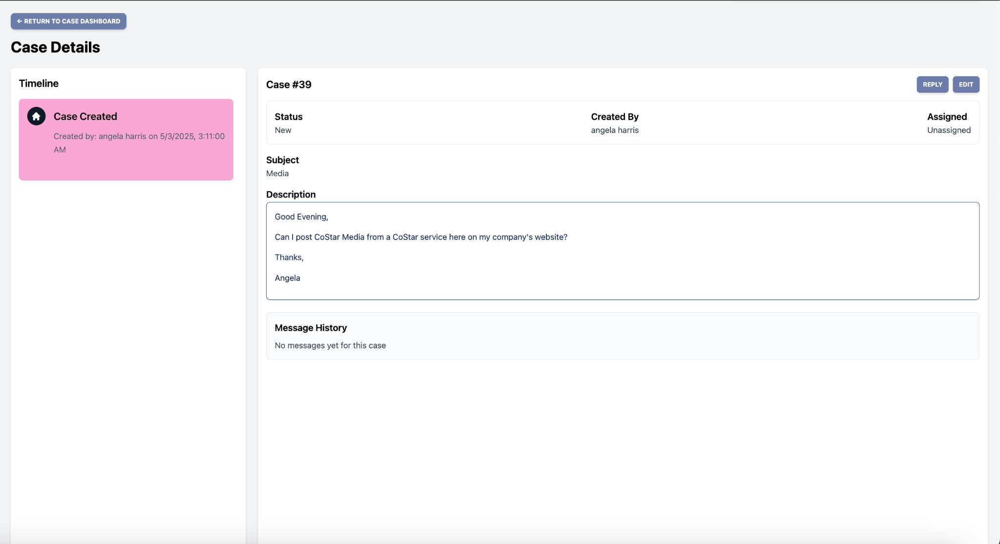 ← RETURN TO CASE DASHBOARD
Case Details
Timeline
Case Created
Created by: angela harris on 5/3/2025, 3:11:00
AM
Case #39
REPLY
EDIT
Status
New
Created By
angela harris
Assigned
Unassigned
Subject
Media
Description
Good Evening,
Can I post CoStar Media from a CoStar service here on my company's website?
Thanks,
Angela
Message History
No messages yet for this case